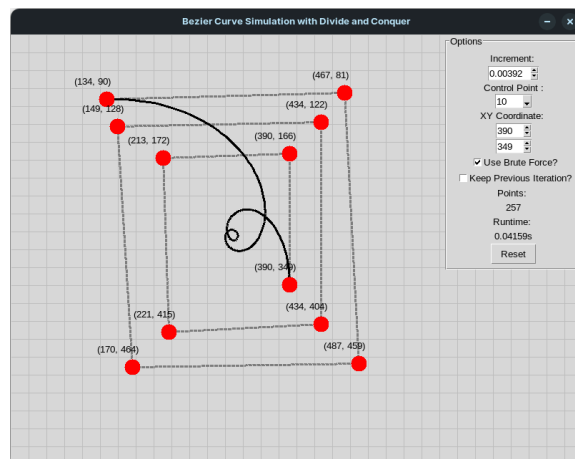 Bezier Curve Simulation with Divide and Conquer
Options
Increment:
0.00392
Control Point :
10
XY Coordinate:
390
349
Use Brute Force?
Keep Previous Iteration?
Points:
257
Runtime:
0.04159s
Reset
(134, 90)
(467, 81)
(149, 128)
(434, 122)
(213, 172)
(390, 166)
(390, 349)
(434, 404)
(221, 415)
(170, 464)
(487, 459)